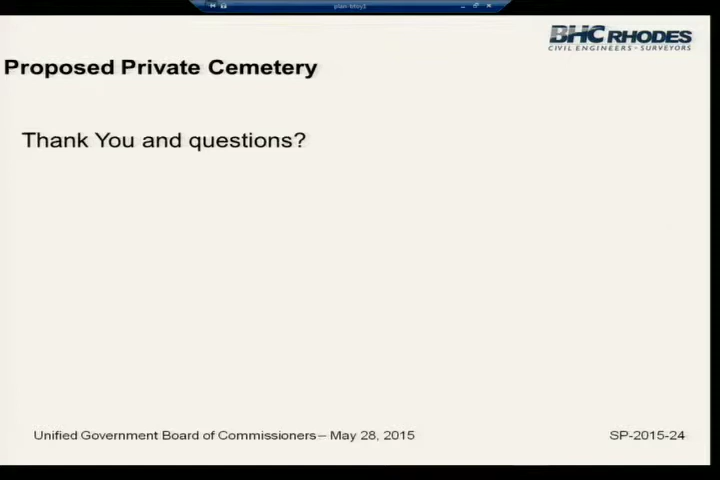 plan-bhsy1
BHC RHODES
CIVIL ENGINEERS - SURVEYORS
Proposed Private Cemetery
Thank You and questions?
Unified Government Board of Commissioners – May 28, 2015
SP-2015-24